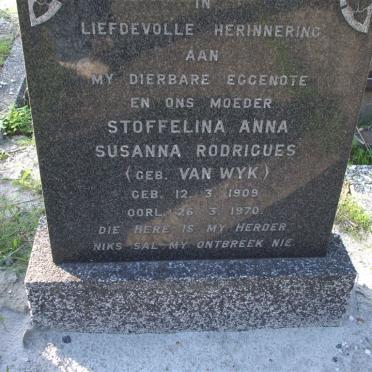 IN
LIEFDEVOLLE HERINNERING
AAN
MY DIERBARE EGGENOTE
EN ONS MOEDER
STOFFELINA ANNA
SUSANNA RODRIGUES
(GEB. VAN WYK)
GEB. 12. 3. 1909
OORL. 26. 3. 1970.
DIE HERE IS MY HERDER
NIKS SAL MY ONTBREEK NIE